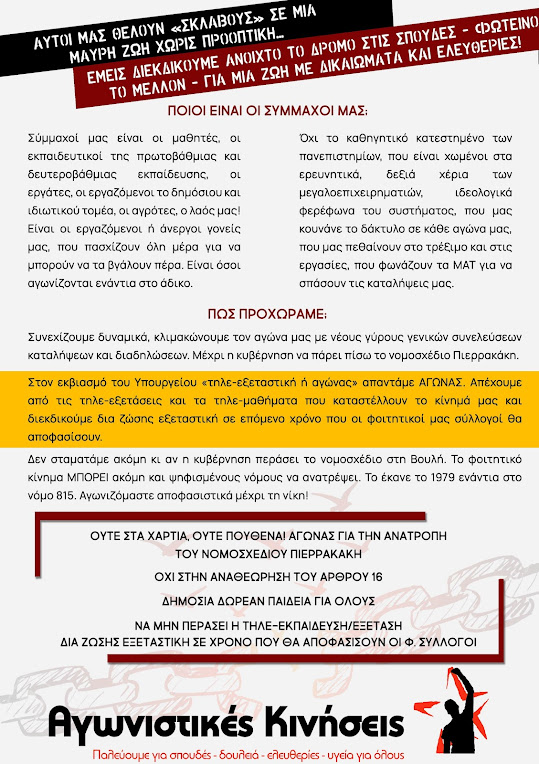 ΑΥΤΟΙ ΜΑΣ ΘΕΛΟΥΝ «ΣΚΛΑΒΟΥΣ» ΣΕ ΜΙΑ
ΜΑΥΡΗ ΖΩΗ ΧΩΡΙΣ ΠΡΟΟΠΤΙΚΗ...
ΕΜΕΙΣ ΔΙΕΚΔΙΚΟΥΜΕ ΑΝΟΙΧΤΟ ΤΟ ΔΡΟΜΟ ΣΤΙΣ ΣΠΟΥΔΕΣ - ΦΩΤΕΙΝΟ
ΤΟ ΜΕΛΛΟΝ - ΓΙΑ ΜΙΑ ΖΩΗ ΜΕ ΔΙΚΑΙΩΜΑΤΑ ΚΑΙ ΕΛΕΥΘΕΡΙΕΣ!
ΠΟΙΟΙ ΕΙΝΑΙ ΟΙ ΣΥΜΜΑΧΟΙ ΜΑΣ;
Σύμμαχοί μας είναι οι μαθητές, οι
εκπαιδευτικοί της πρωτοβάθμιας και
δευτεροβάθμιας εκπαίδευσης, οι
εργάτες, οι εργαζόμενοι το δημόσιου και
ιδιωτικού τομέα, οι αγρότες, ο λαός μας!
Είναι οι εργαζόμενοι ή άνεργοι γονείς
μας, που πασχίζουν όλη μέρα για να
μπορούν να τα βγάλουν πέρα. Είναι όσοι
αγωνίζονται ενάντια στο άδικο.
Όχι το καθηγητικό κατεστημένο των
πανεπιστημίων, που είναι χωμένοι στα
ερευνητικά, δεξιά χέρια των
μεγαλοεπιχειρηματιών, ιδεολογικά
φερέφωνα του συστήματος, που μας
κουνάνε το δάκτυλο σε κάθε αγώνα μας,
που μας πεθαίνουν στο τρέξιμο και στις
εργασίες, που φωνάζουν τα ΜΑΤ για να
σπάσουν τις καταλήψεις μας.
ΠΩΣ ΠΡΟΧΩΡΑΜΕ;
Συνεχίζουμε δυναμικά, κλιμακώνουμε τον αγώνα μας με νέους γύρους γενικών συνελεύσεων
καταλήψεων και διαδηλώσεων. Μέχρι η κυβέρνηση να πάρει πίσω το νομοσχέδιο Πιερρακάκη.
Στον εκβιασμό του Υπουργείου «τηλε-εξεταστική ή αγώνας» απαντάμε ΑΓΩΝΑΣ. Απέχουμε
από τις τηλε-εξετάσεις και τα τηλε-μαθήματα που καταστέλλουν το κίνημά μας και
διεκδικούμε δια ζώσης εξεταστική σε επόμενο χρόνο που οι φοιτητικοί μας σύλλογοί θα
αποφασίσουν.
Δεν σταματάμε ακόμη κι αν η κυβέρνηση περάσει το νομοσχέδιο στη Βουλή. Το φοιτητικό
κίνημα ΜΠΟΡΕΙ ακόμη και ψηφισμένους νόμους να ανατρέψει. Το έκανε το 1979 ενάντια στο
νόμο 815. Αγωνιζόμαστε αποφασιστικά μέχρι τη νίκη!
ΟΥΤΕ ΣΤΑ ΧΑΡΤΙΑ, ΟΥΤΕ ΠΟΥΘΕΝΑ! ΑΓΩΝΑΣ ΓΙΑ ΤΗΝ ΑΝΑΤΡΟΠΗ
ΤΟΥ ΝΟΜΟΣΧΕΔΙΟΥ ΠΙΕΡΡΑΚΑΚΗ
ΟΧΙ ΣΤΗΝ ΑΝΑΘΕΩΡΗΣΗ ΤΟΥ ΑΡΘΡΟΥ 16
ΔΗΜΟΣΙΑ ΔΩΡΕΑΝ ΠΑΙΔΕΙΑ ΓΙΑ ΟΛΟΥΣ
ΝΑ ΜΗΝ ΠΕΡΑΣΕΙ Η ΤΗΛΕ-ΕΚΠΑΙΔΕΥΣΗ/ΕΞΕΤΑΣΗ
ΔΙΑ ΖΩΣΗΣ ΕΞΕΤΑΣΤΙΚΗ ΣΕ ΧΡΟΝΟ ΠΟΥ ΘΑ ΑΠΟΦΑΣΙΣΟΥΝ ΟΙ Φ. ΣΥΛΛΟΓΟΙ
Αγωνιστικές Κινήσεις
Παλεύουμε για σπουδές - δουλειά - ελευθερίες - υγεία για όλους